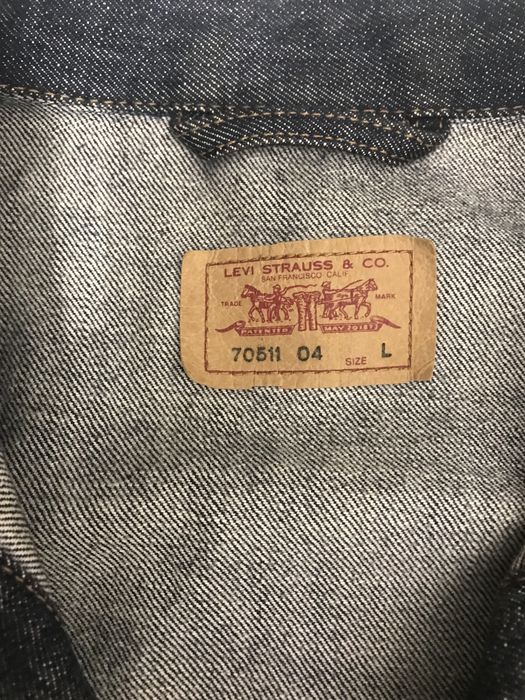 LEVI STRAUSS & CO.
SAN FRANCISCO CALIF.
TRADE MARK
PATENTED MAY 20 1873
70511 04 SIZE L